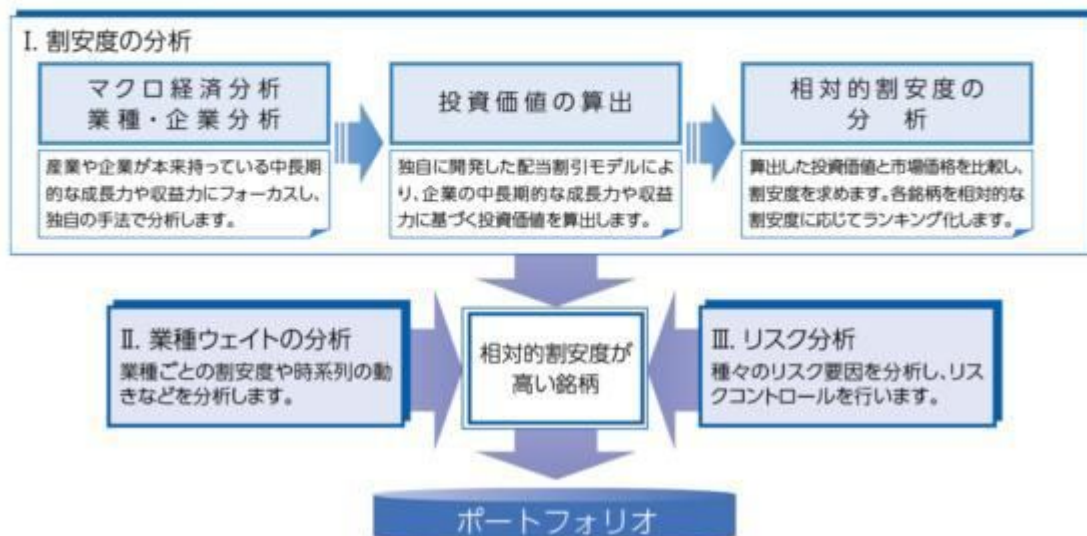 I. 割安度の分析
マクロ経済分析
業種・企業分析
産業や企業が本来持っている中長期
的な成長力や収益力にフォーカスし、
独自の手法で分析します。
投資価値の算出
独自に開発した配当割引モデルによ
り、企業の中長期的な成長力や収益
力に基づく投資価値を算出します。
相対的割安度の
分析
算出した投資価値と市場価格を比較し、
割安度を求めます。各銘柄を相対的な
割安度に応じてランキング化します。
Ⅱ. 業種ウェイトの分析
業種ごとの割安度や時系列の動
きなどを分析します。
相対的割安度が
高い銘柄
Ⅲ. リスク分析
種々のリスク要因を分析し、リス
クコントロールを行います。
ポートフォリオ